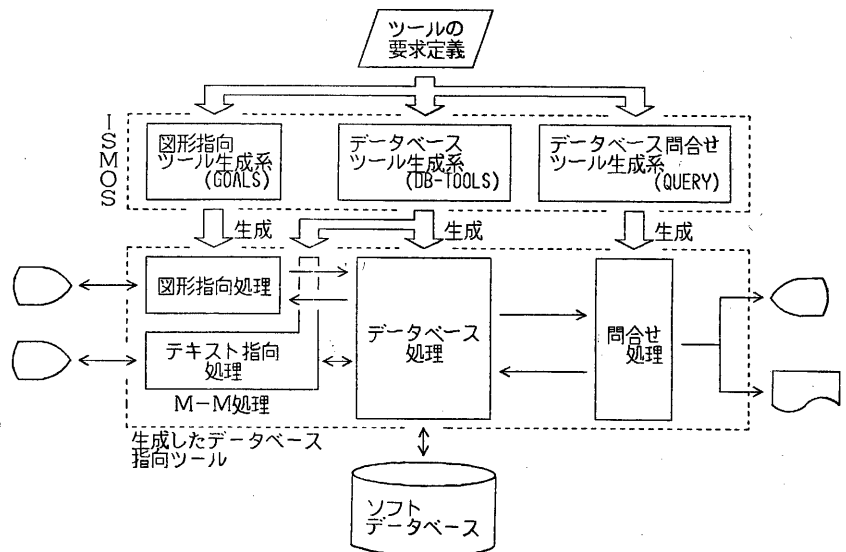 ツールの
要求定義
ISMOS
図形指向
ツール生成系
(GOALS)
データベース
ツール生成系
(DB-TOOLS)
データベース問合せ
ツール生成系
(QUERY)
生成
生成
生成
図形指向処理
テキスト指向
処理
M-M処理
データベース
処理
問合せ
処理
生成したデータベース
指向ツール
ソフト
データベース